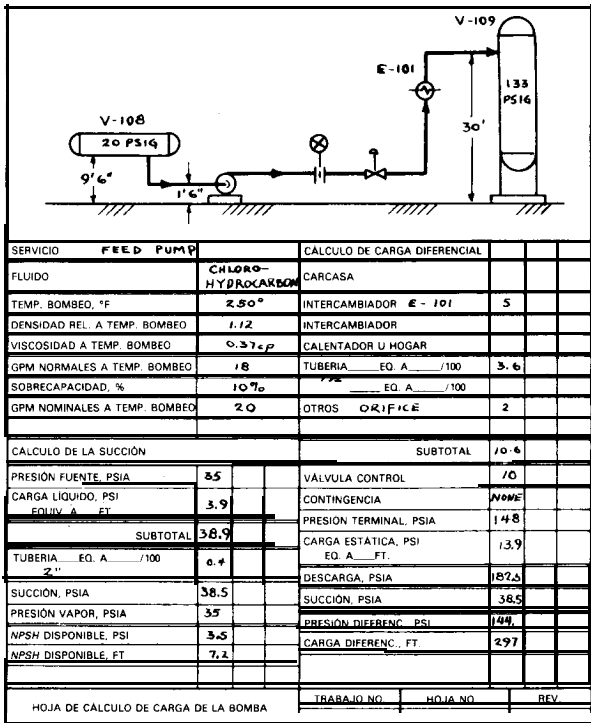 V-109
E-101
133
PSIG
V-108
20 PSIG
30'
9'6"
1'6"
SERVICIO FEED PUMP
CÁLCULO DE CARGA DIFERENCIAL
FLUIDO CHLORO-HYDROCARBON
CARCASA
TEMP. BOMBEO, °F 250°
INTERCAMBIADOR E-101 5
DENSIDAD REL. A TEMP. BOMBEO 1.12
INTERCAMBIADOR
VISCOSIDAD A TEMP. BOMBEO 0.37cp
CALENTADOR U HOGAR
GPM NORMALES A TEMP. BOMBEO 18
TUBERIA EQ. A /100 3.6
SOBRECAPACIDAD, % 10%
EQ. A /100
GPM NOMINALES A TEMP. BOMBEO 20
OTROS ORIFICE 2
CÁLCULO DE LA SUCCIÓN
SUBTOTAL 10.6
PRESIÓN FUENTE, PSIA 35
VÁLVULA CONTROL 10
CARGA LÍQUIDO, PSI 3.9
EQUIV. A FT.
CONTINGENCIA NONE
SUBTOTAL 38.9
PRESIÓN TERMINAL, PSIA 148
CARGA ESTÁTICA, PSI 13.9
EQ. A FT.
TUBERIA EQ. A /100 0.4
2"
DESCARGA, PSIA 182.5
SUCCIÓN, PSIA 38.5
SUCCIÓN, PSIA 38.5
PRESIÓN VAPOR, PSIA 35
PRESIÓN DIFERENC. PSI 144.
NPSH DISPONIBLE, PSI 3.5
CARGA DIFERENC., FT. 297
NPSH DISPONIBLE, FT 7.2
HOJA DE CÁLCULO DE CARGA DE LA BOMBA
TRABAJO NO. HOJA NO. REV.